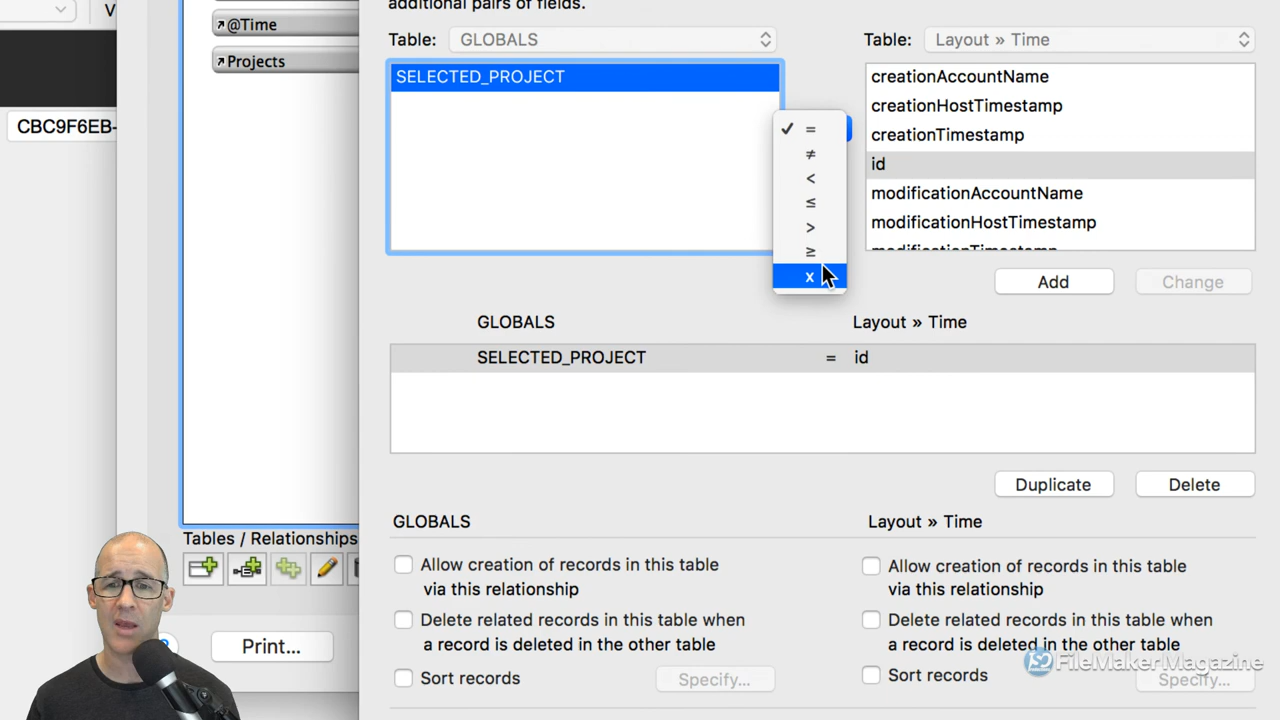 additional pairs of fields.
V
@Time
Projects
CBC9F6EB-
Table: GLOBALS
Table: Layout » Time
SELECTED_PROJECT
✓ =
≠
<
≤
>
≥
x
creationAccountName
creationHostTimestamp
creationTimestamp
id
modificationAccountName
modificationHostTimestamp
modificationTimestamp
Add
Change
GLOBALS
Layout » Time
SELECTED_PROJECT = id
Duplicate
Delete
GLOBALS
Layout » Time
Allow creation of records in this table
via this relationship
Delete related records in this table when
a record is deleted in the other table
Sort records
Specify...
Allow creation of records in this table
via this relationship
Delete related records in this table when
a record is deleted in the other table
Sort records
Specify...
Tables / Relationships
Print...
FileMaker Magazine